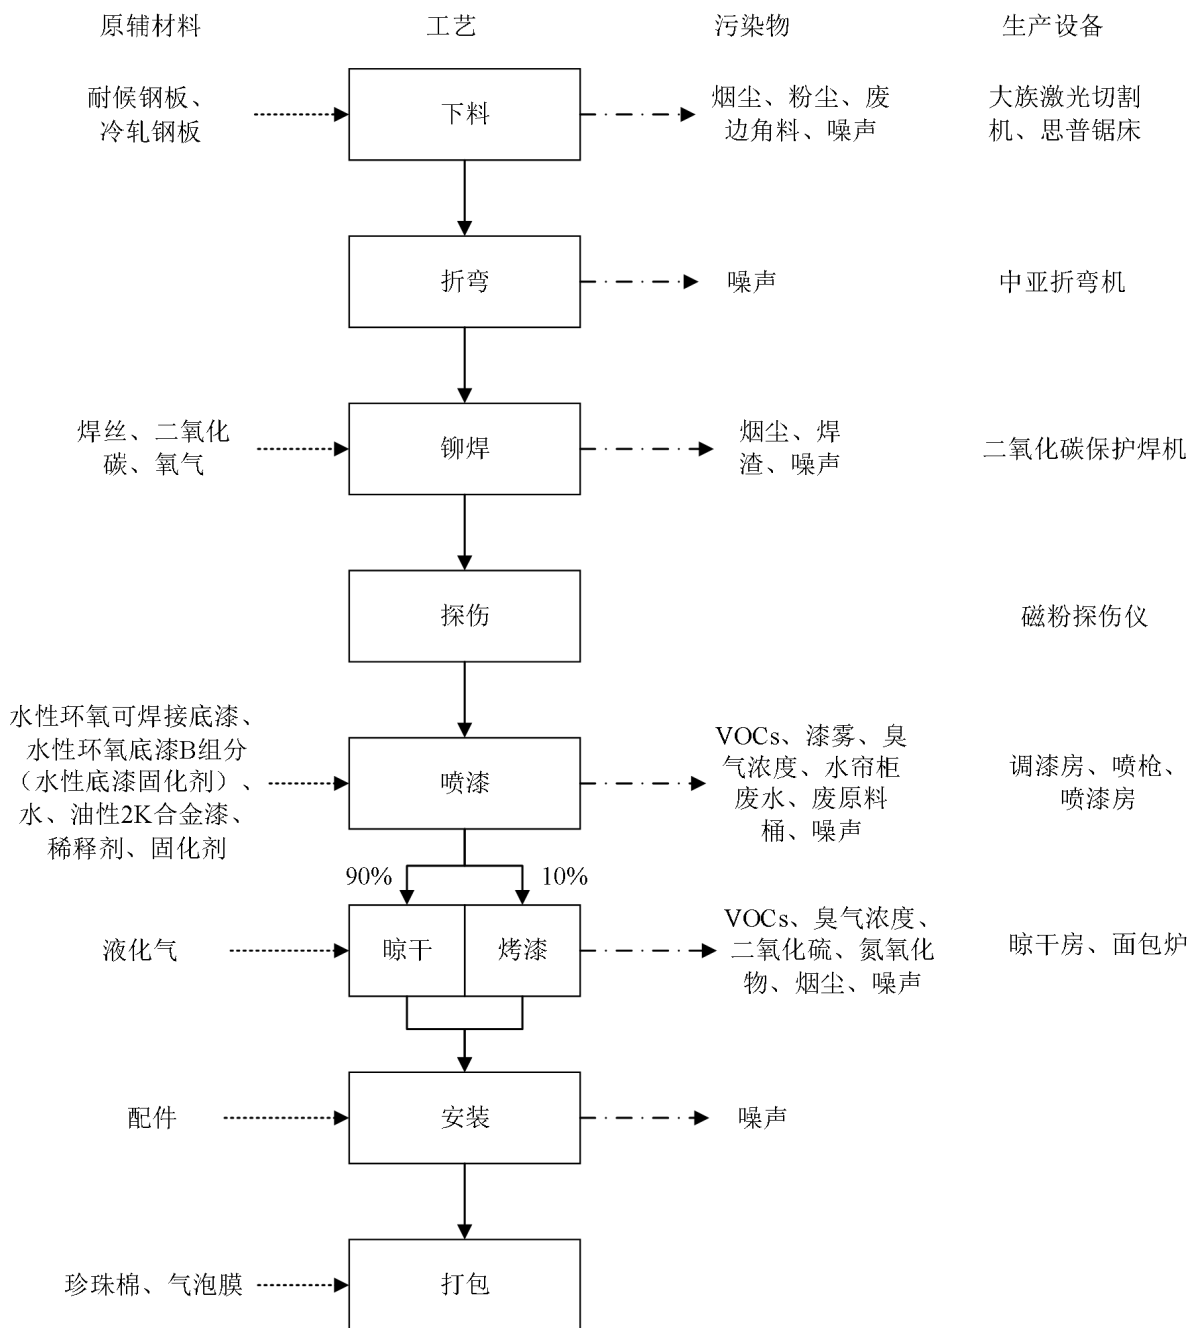 原辅材料
工艺
污染物
生产设备
耐候钢板、
冷轧钢板
下料
烟尘、粉尘、废
边角料、噪声
大族激光切割
机、思普锯床
折弯
噪声
中亚折弯机
焊丝、二氧化
碳、氧气
铆焊
烟尘、焊
渣、噪声
二氧化碳保护焊机
探伤
磁粉探伤仪
水性环氧可焊接底漆、
水性环氧底漆B组分
（水性底漆固化剂）、
水、油性2K合金漆、
稀释剂、固化剂
喷漆
VOCs、漆雾、臭
气浓度、水帘柜
废水、废原料
桶、噪声
调漆房、喷枪、
喷漆房
90%
10%
液化气
晾干
烤漆
VOCs、臭气浓度、
二氧化硫、氮氧化
物、烟尘、噪声
晾干房、面包炉
配件
安装
噪声
珍珠棉、气泡膜
打包